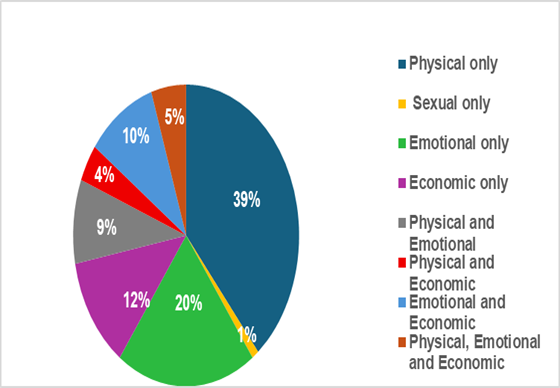 Physical only
Sexual only
Emotional only
Economic only
Physical and
Emotional
Physical and
Economic
Emotional and
Economic
Physical, Emotional
and Economic
39%
1%
20%
12%
9%
4%
10%
5%